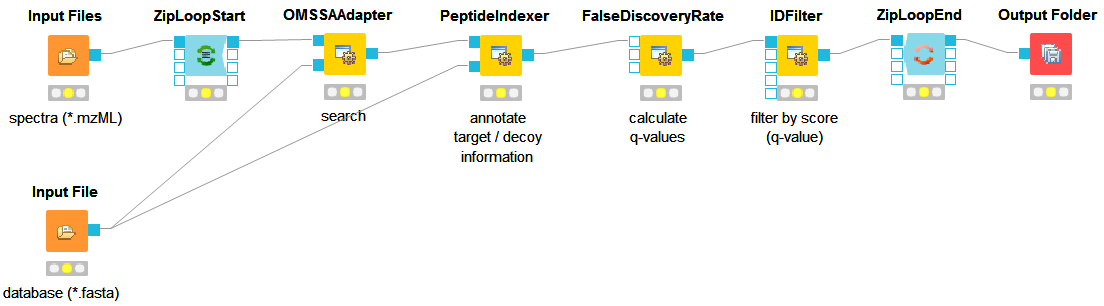 Input Files
ZipLoopStart
OMSSAAdapter
PeptideIndexer
FalseDiscoveryRate
IDFilter
ZipLoopEnd
Output Folder
spectra (*.mzML)
search
annotate
target / decoy
information
calculate
q-values
filter by score
(q-value)
Input File
database (*.fasta)